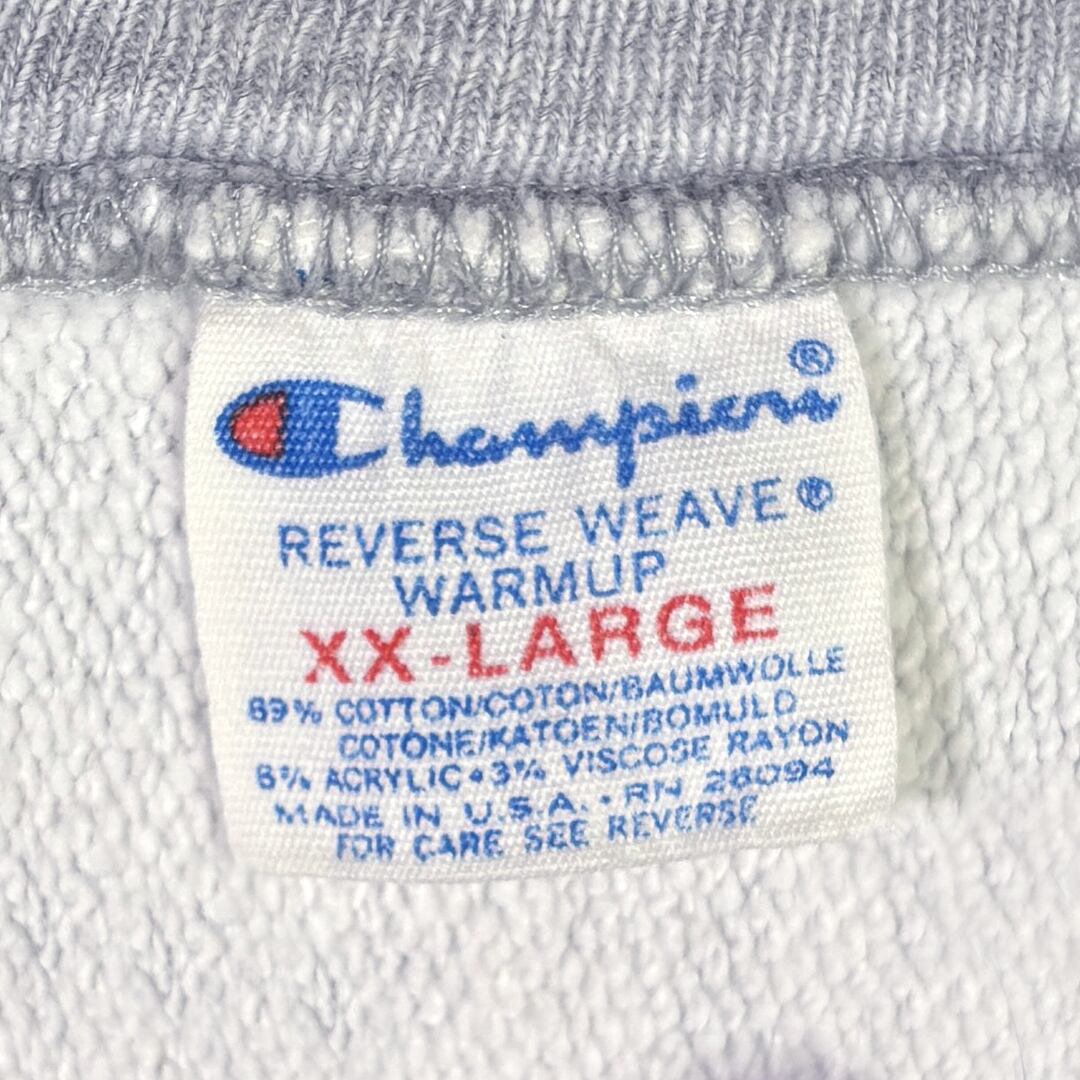 Champion®
REVERSE WEAVE®
WARMUP
XX-LARGE
89% COTTON/COTON/BAUMWOLLE
COTONE/KATOEN/BOMULD
8% ACRYLIC•3% VISCOSE RAYON
MADE IN U.S.A. • RN 26094
FOR CARE SEE REVERSE